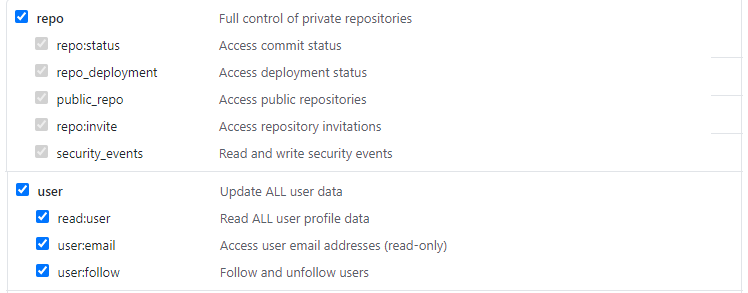 repo Full control of private repositories
repo:status Access commit status
repo_deployment Access deployment status
public_repo Access public repositories
repo:invite Access repository invitations
security_events Read and write security events
user Update ALL user data
read:user Read ALL user profile data
user:email Access user email addresses (read-only)
user:follow Follow and unfollow users